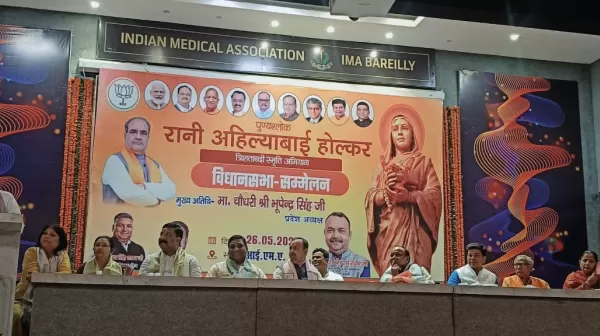 INDIAN MEDICAL ASSOCIATION IMA BAREILLY
पुण्यश्लोक
रानी अहिल्याबाई होल्कर
त्रिशताब्दी स्मृति अभियान
विधानसभा-सम्मेलन
मुख्य अतिथि- मा. चौधरी श्री भूपेन्द्र सिंह जी
प्रदेश अध्यक्ष
26.05.202
आई.एम.ए.